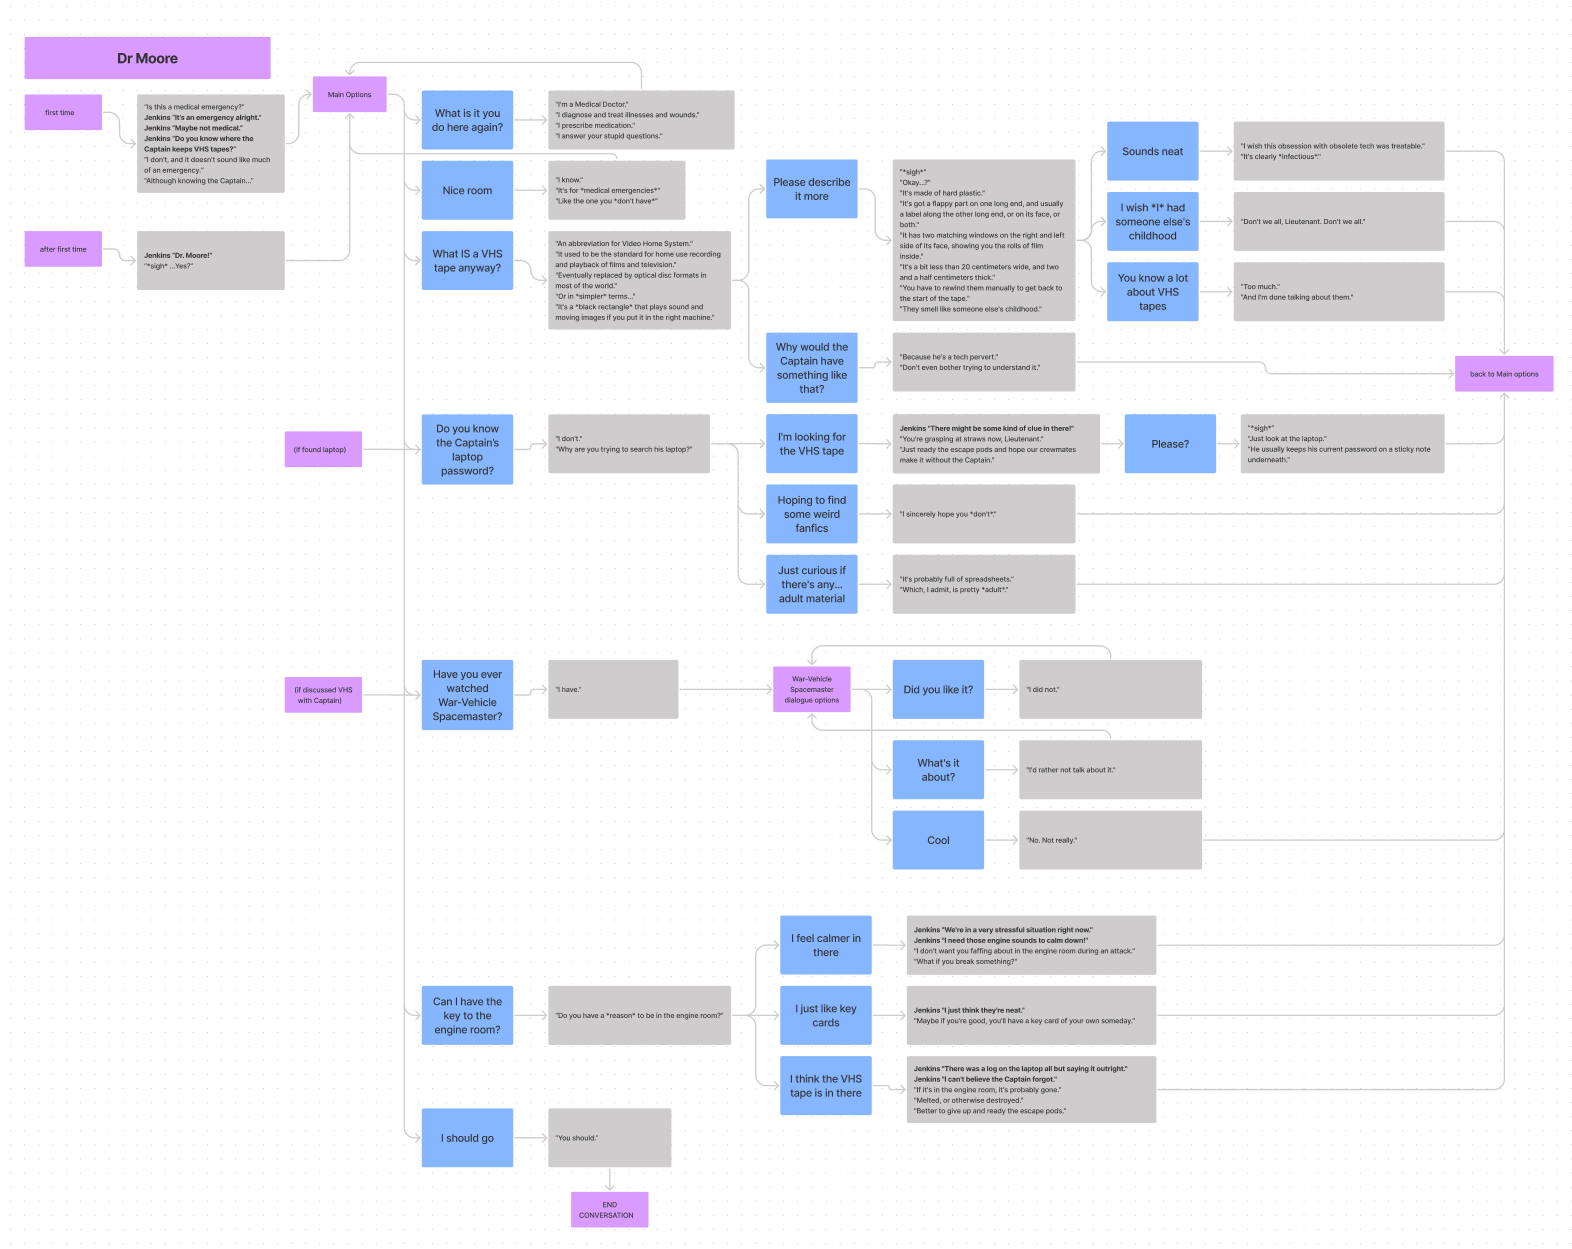 Dr Moore
first time
"Is this a medical emergency?"
Jenkins "It's an emergency alright."
Jenkins "Maybe not medical."
Jenkins "Do you know where the
Captain keeps VHS tapes?"
"I don't, and it doesn't sound like much
of an emergency."
"Although knowing the Captain..."
after first time
Jenkins "Dr. Moore!"
"*sigh* ...Yes?"
Main Options
What is it you
do here again?
"I'm a Medical Doctor."
"I diagnose and treat illnesses and wounds."
"I prescribe medication."
"I answer your stupid questions."
Nice room
"I know."
"It's for *medical emergencies*"
"Like the one you *don't have*"
What IS a VHS
tape anyway?
"An abbreviation for Video Home System."
"It used to be the standard for home use recording
and playback of films and television."
"Eventually replaced by optical disc formats in
most of the world."
"Or in *simpler* terms..."
"It's a *black rectangle* that plays sound and
moving images if you put it in the right machine."
Please describe
it more
"*sigh*"
"Okay...?"
"It's made of hard plastic."
"It's got a flappy part on one long end, and usually
a label along the other long end, or on its face, or
both."
"It has two matching windows on the right and left
side of its face, showing you the rolls of film
inside."
"It's a bit less than 20 centimeters wide, and two
and a half centimeters thick."
"You have to rewind them manually to get back to
the start of the tape."
"They smell like someone else's childhood."
Sounds neat
"I wish this obsession with obsolete tech was treatable."
"It's clearly *infectious*."
I wish *I* had
someone else's
childhood
"Don't we all, Lieutenant. Don't we all."
You know a lot
about VHS
tapes
"Too much."
"And I'm done talking about them."
Why would the
Captain have
something like
that?
"Because he's a tech pervert."
"Don't even bother trying to understand it."
back to Main options
(if found laptop)
Do you know
the Captain's
laptop
password?
"I don't."
"Why are you trying to search his laptop?"
I'm looking for
the VHS tape
Jenkins "There might be some kind of clue in there!"
"You're grasping at straws now, Lieutenant."
"Just ready the escape pods and hope our crewmates
make it without the Captain."
Please?
"*sigh*"
"Just look at the laptop."
"He usually keeps his current password on a sticky note
underneath."
Hoping to find
some weird
fanfics
"I sincerely hope you *don't*."
Just curious if
there's any...
adult material
"It's probably full of spreadsheets."
"Which, I admit, is pretty *adult*."
(if discussed VHS
with Captain)
Have you ever
watched
War-Vehicle
Spacemaster?
"I have."
War-Vehicle
Spacemaster
dialogue options
Did you like it?
"I did not."
What's it
about?
"I'd rather not talk about it."
Cool
"No. Not really."
Can I have the
key to the
engine room?
"Do you have a *reason* to be in the engine room?"
I feel calmer in
there
Jenkins "We're in a very stressful situation right now."
Jenkins "I need those engine sounds to calm down!"
"I don't want you faffing about in the engine room during an attack."
"What if you break something?"
I just like key
cards
Jenkins "I just think they're neat."
"Maybe if you're good, you'll have a key card of your own someday."
I think the VHS
tape is in there
Jenkins "There was a log on the laptop all but saying it outright."
Jenkins "I can't believe the Captain forgot."
"If it's in the engine room, it's probably gone."
"Melted, or otherwise destroyed."
"Better to give up and ready the escape pods."
I should go
"You should."
END
CONVERSATION